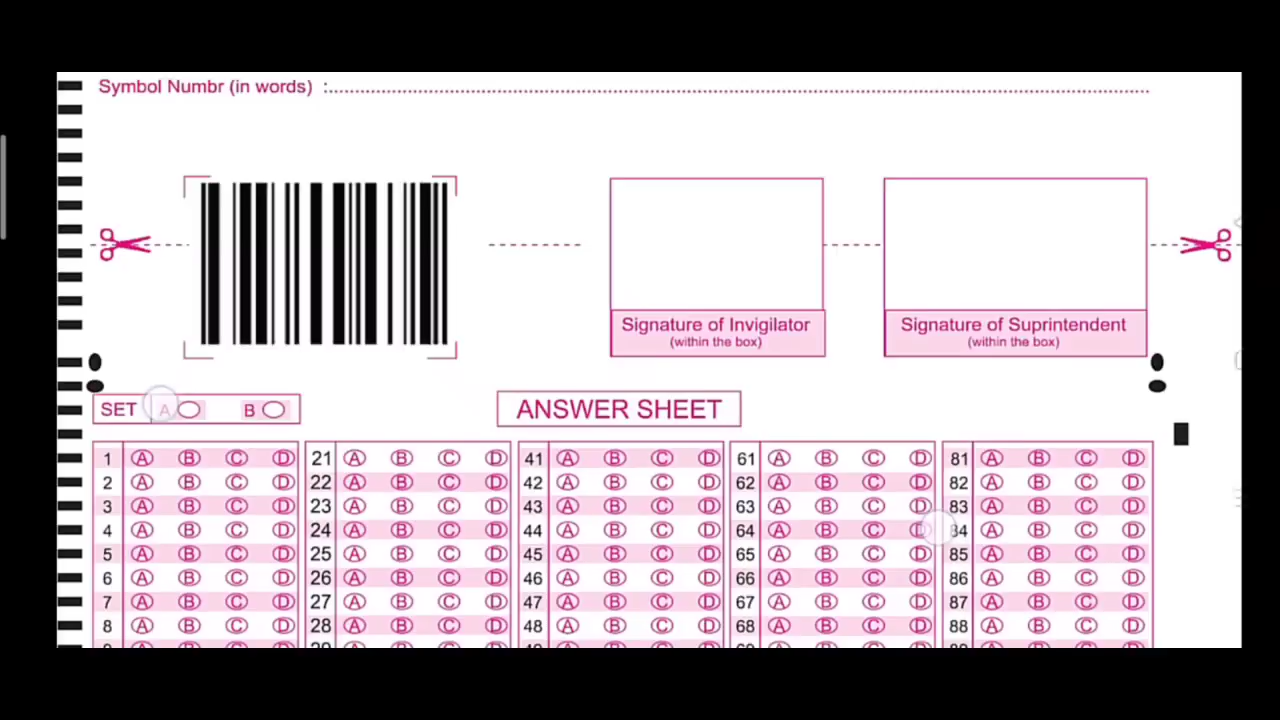 Symbol Numbr (in words) :
Signature of Invigilator
(within the box)
Signature of Suprintendent
(within the box)
SET A B
ANSWER SHEET
1 A B C D 21 A B C D 41 A B C D 61 A B C D 81 A B C D
2 A B C D 22 A B C D 42 A B C D 62 A B C D 82 A B C D
3 A B C D 23 A B C D 43 A B C D 63 A B C D 83 A B C D
4 A B C D 24 A B C D 44 A B C D 64 A B C D 84 A B C D
5 A B C D 25 A B C D 45 A B C D 65 A B C D 85 A B C D
6 A B C D 26 A B C D 46 A B C D 66 A B C D 86 A B C D
7 A B C D 27 A B C D 47 A B C D 67 A B C D 87 A B C D
8 A B C D 28 A B C D 48 A B C D 68 A B C D 88 A B C D